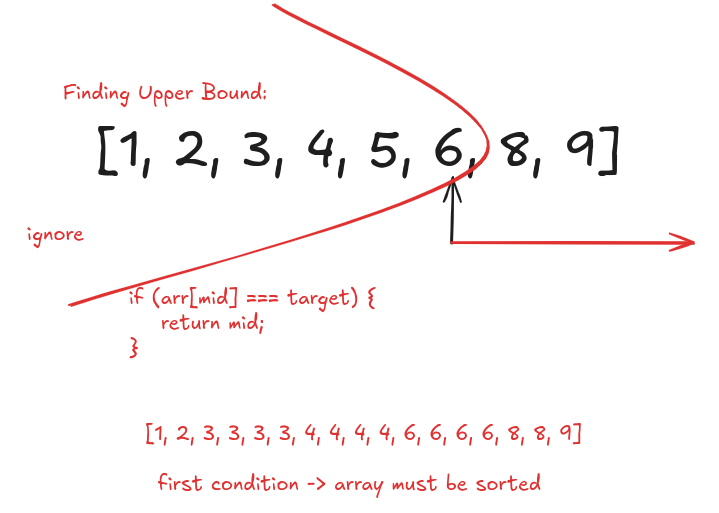 Finding Upper Bound:
[1, 2, 3, 4, 5, 6, 8, 9]
ignore
if (arr[mid] === target) {
return mid;
}
[1, 2, 3, 3, 3, 3, 4, 4, 4, 4, 6, 6, 6, 6, 8, 8, 9]
first condition -> array must be sorted